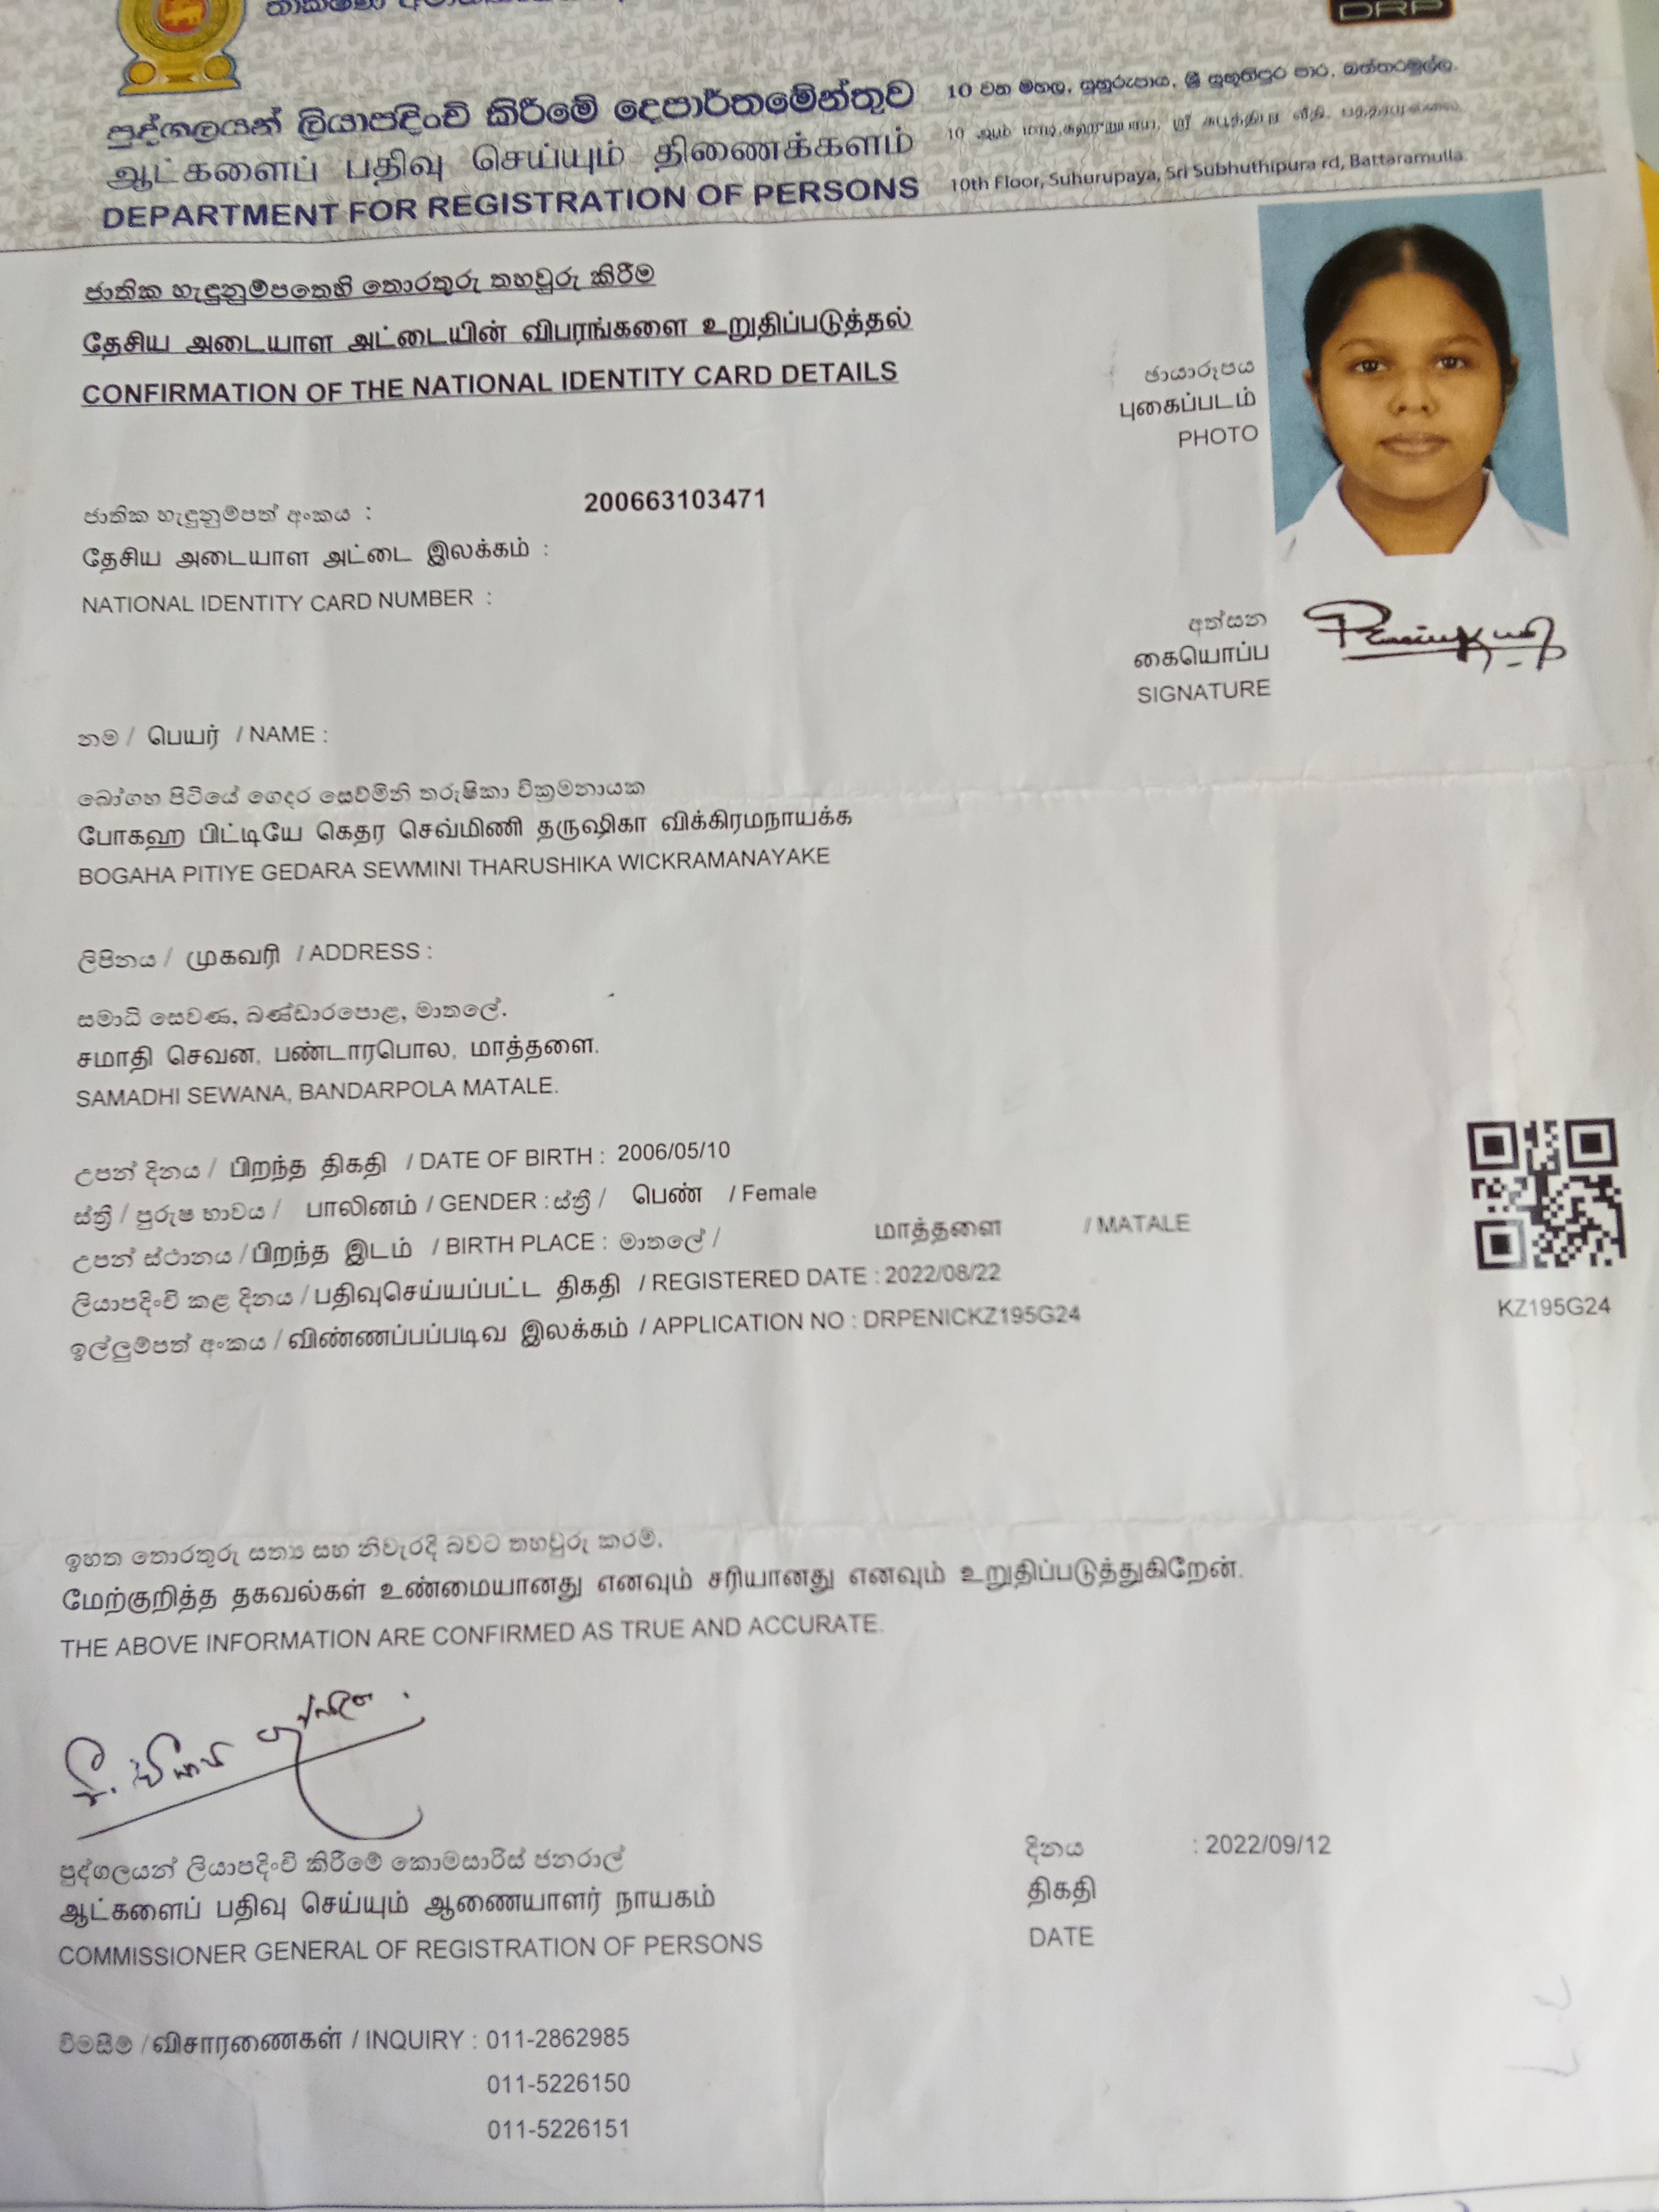 DRP
පුද්ගලයන් ලියාපදිංචි කිරීමේ දෙපාර්තමේන්තුව
ஆட்களைப் பதிவு செய்யும் திணைக்களம்
DEPARTMENT FOR REGISTRATION OF PERSONS
10 වන මහල, සුහුරුපාය, ශ්‍රී සුභූතිපුර පාර, බත්තරමුල්ල.
10th Floor, Suhurupaya, Sri Subhuthipura rd, Battaramulla.
ජාතික හැඳුනුම්පතෙහි තොරතුරු තහවුරු කිරීම
தேசிய அடையாள அட்டையின் விபரங்களை உறுதிப்படுத்தல்
CONFIRMATION OF THE NATIONAL IDENTITY CARD DETAILS
ඡායාරූපය
புகைப்படம்
PHOTO
ජාතික හැඳුනුම්පත් අංකය : 200663103471
தேசிய அடையாள அட்டை இலக்கம் :
NATIONAL IDENTITY CARD NUMBER :
අත්සන
கையொப்ப
SIGNATURE
නම / பெயர் / NAME :
බෝගහ පිටියේ ගෙදර සෙව්මිනි තරුෂිකා වික්‍රමනායක
போகஹ பிட்டியே கெதர செவ்மிணி தருஷிகா விக்கிரமநாயக்க
BOGAHA PITIYE GEDARA SEWMINI THARUSHIKA WICKRAMANAYAKE
ලිපිනය / முகவரி / ADDRESS :
සමාධි සෙවණ, බණ්ඩාරපොළ, මාතලේ.
சமாதி செவன, பண்டாரபொல, மாத்தளை.
SAMADHI SEWANA, BANDARPOLA MATALE.
උපන් දිනය / பிறந்த திகதி / DATE OF BIRTH : 2006/05/10
ස්ත්‍රී / පුරුෂ භාවය / பாலினம் / GENDER : ස්ත්‍රී / பெண் / Female
උපන් ස්ථානය / பிறந்த இடம் / BIRTH PLACE : මාතලේ / மாத்தளை / MATALE
ලියාපදිංචි කළ දිනය / பதிவுசெய்யப்பட்ட திகதி / REGISTERED DATE : 2022/08/22
ඉල්ලුම්පත් අංකය / விண்ணப்பப்படிவ இலக்கம் / APPLICATION NO : DRPENICKZ195G24
KZ195G24
ඉහත තොරතුරු සත්‍ය සහ නිවැරදි බවට තහවුරු කරමි.
மேற்குறித்த தகவல்கள் உண்மையானது எனவும் சரியானது எனவும் உறுதிப்படுத்துகிறேன்.
THE ABOVE INFORMATION ARE CONFIRMED AS TRUE AND ACCURATE.
පුද්ගලයන් ලියාපදිංචි කිරීමේ කොමසාරිස් ජනරාල්
ஆட்களைப் பதிவு செய்யும் ஆணையாளர் நாயகம்
COMMISSIONER GENERAL OF REGISTRATION OF PERSONS
දිනය : 2022/09/12
திகதி
DATE
විමසීම් / விசாரணைகள் / INQUIRY : 011-2862985
011-5226150
011-5226151